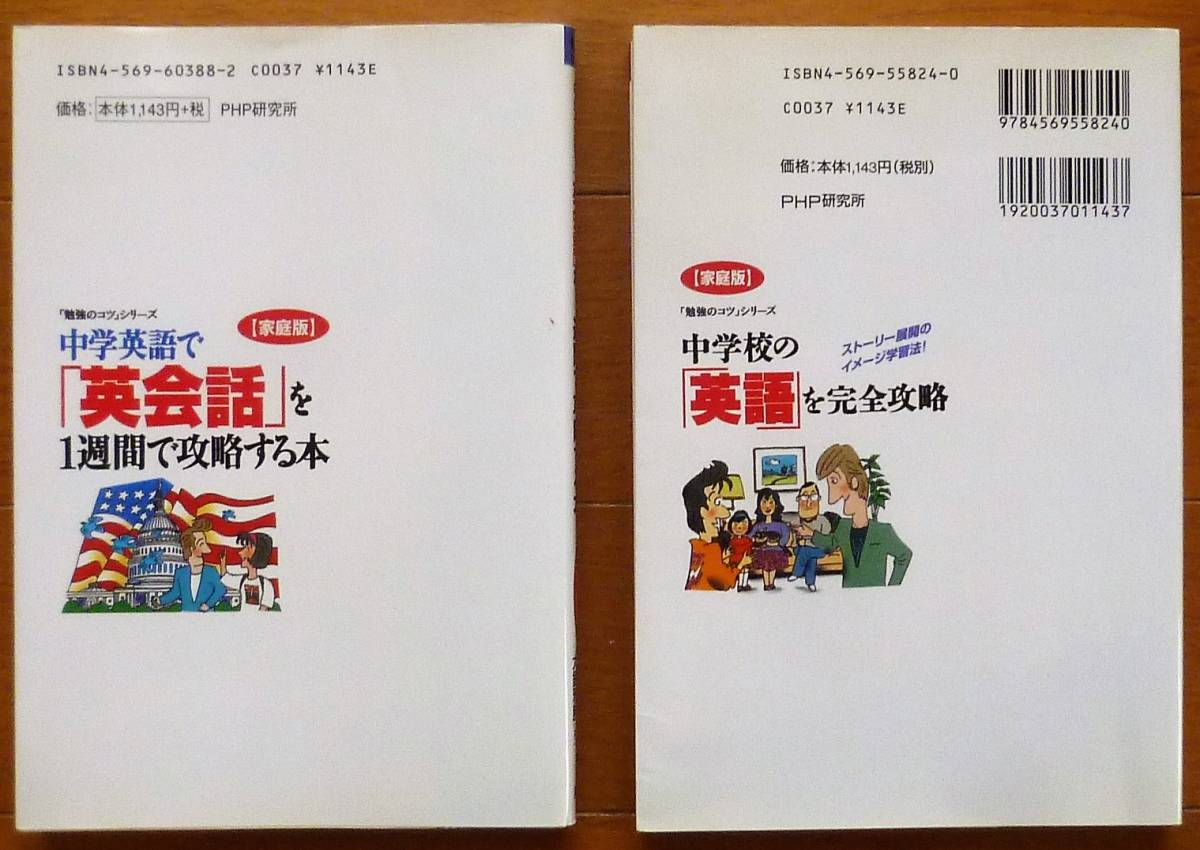 ISBN4-569-60388-2 C0037 ¥1143E
価格: 本体1,143円+税 PHP研究所
「勉強のコツ」シリーズ
【家庭版】
中学英語で
「英会話」を
1週間で攻略する本
ISBN4-569-55824-0
C0037 ¥1143E
9784569558240
価格:本体1,143円(税別)
PHP研究所
1920037011437
【家庭版】
「勉強のコツ」シリーズ
中学校の
ストーリー展開の
イメージ学習法!
「英語」を完全攻略